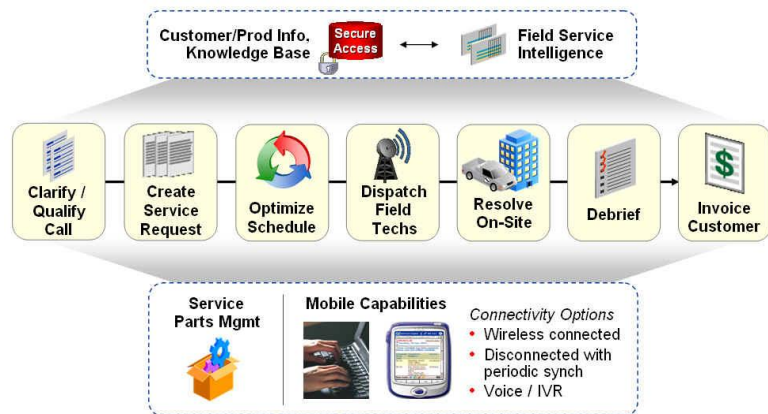 Customer/Prod Info,
Knowledge Base
Secure
Access
Field Service
Intelligence
Clarify /
Qualify
Call
Create
Service
Request
Optimize
Schedule
Dispatch
Field
Techs
Resolve
On-Site
Debrief
$
Invoice
Customer
Service
Parts Mgmt
Mobile Capabilities
Connectivity Options
• Wireless connected
• Disconnected with
periodic synch
• Voice / IVR